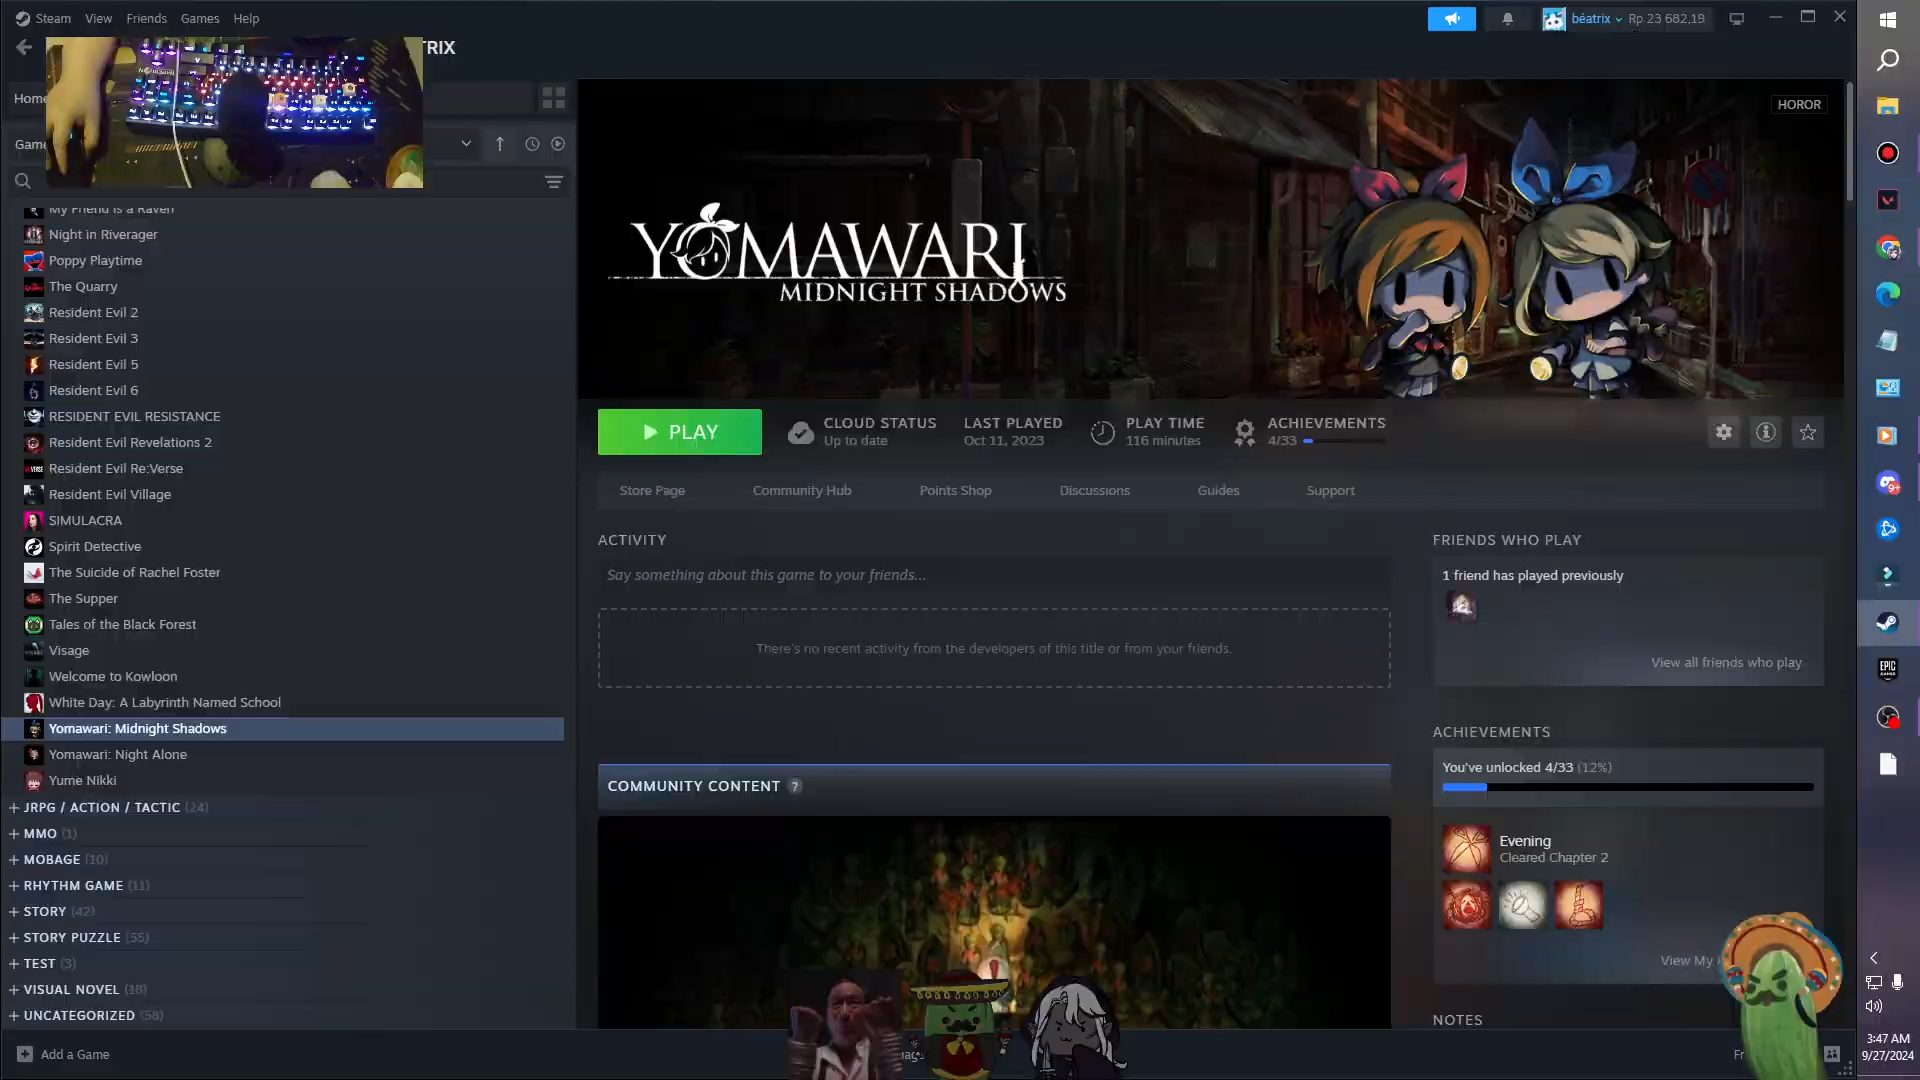 Steam
View
Friends
Games
Help
béatrix
Rp 23 682,19
TRIX
Home
Game
My Friend is a Raven
Night in Riverager
Poppy Playtime
The Quarry
Resident Evil 2
Resident Evil 3
Resident Evil 5
Resident Evil 6
RESIDENT EVIL RESISTANCE
Resident Evil Revelations 2
Resident Evil Re:Verse
Resident Evil Village
SIMULACRA
Spirit Detective
The Suicide of Rachel Foster
The Supper
Tales of the Black Forest
Visage
Welcome to Kowloon
White Day: A Labyrinth Named School
Yomawari: Midnight Shadows
Yomawari: Night Alone
Yume Nikki
+ JRPG / ACTION / TACTIC (24)
+ MMO (1)
+ MOBAGE (10)
+ RHYTHM GAME (11)
+ STORY (42)
+ STORY PUZZLE (55)
+ TEST (3)
+ VISUAL NOVEL (18)
+ UNCATEGORIZED (58)
Add a Game
HOROR
YOMAWARI
MIDNIGHT SHADOWS
PLAY
CLOUD STATUS
Up to date
LAST PLAYED
Oct 11, 2023
PLAY TIME
116 minutes
ACHIEVEMENTS
4/33
Store Page
Community Hub
Points Shop
Discussions
Guides
Support
ACTIVITY
Say something about this game to your friends...
There's no recent activity from the developers of this title or from your friends.
COMMUNITY CONTENT ?
FRIENDS WHO PLAY
1 friend has played previously
View all friends who play
ACHIEVEMENTS
You've unlocked 4/33 (12%)
Evening
Cleared Chapter 2
View My
NOTES
Fr
9+
EPIC
GAMES
3:47 AM
9/27/2024